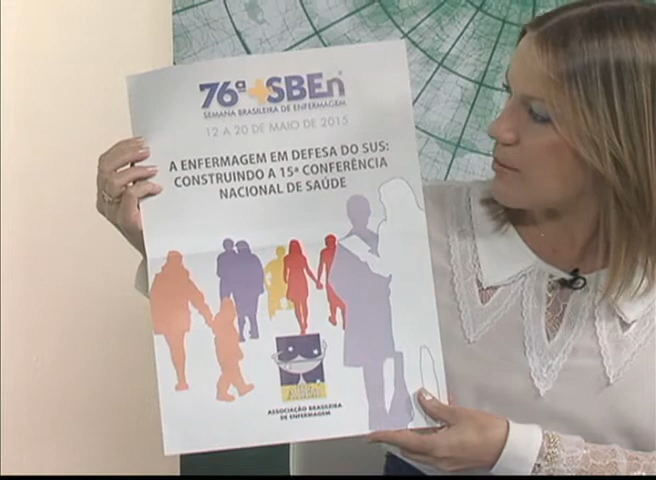 76ª SBEn
SEMANA BRASILEIRA DE ENFERMAGEM
12 A 20 DE MAIO DE 2015
A ENFERMAGEM EM DEFESA DO SUS:
CONSTRUINDO A 15ª CONFERÊNCIA
NACIONAL DE SAÚDE
ASSOCIAÇÃO BRASILEIRA
DE ENFERMAGEM